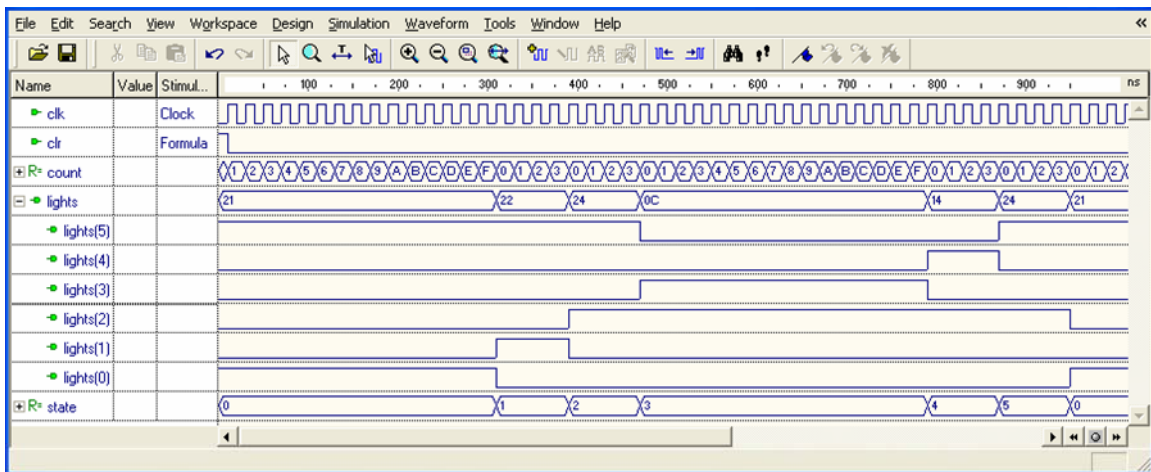 File Edit Search View Workspace Design Simulation Waveform Tools Window Help
Name Value Stimul... 100 200 300 400 500 600 700 800 900 ns
clk Clock
clr Formula
count 1 2 3 4 5 6 7 8 9 A B C D E F 0 1 2 3 0 1 2 3 0 1 2 3 4 5 6 7 8 9 A B C D E F 0 1 2 3 0 1 2 3 0 1 2
lights 21 22 24 0C 14 24 21
lights(5)
lights(4)
lights(3)
lights(2)
lights(1)
lights(0)
state 0 1 2 3 4 5 0